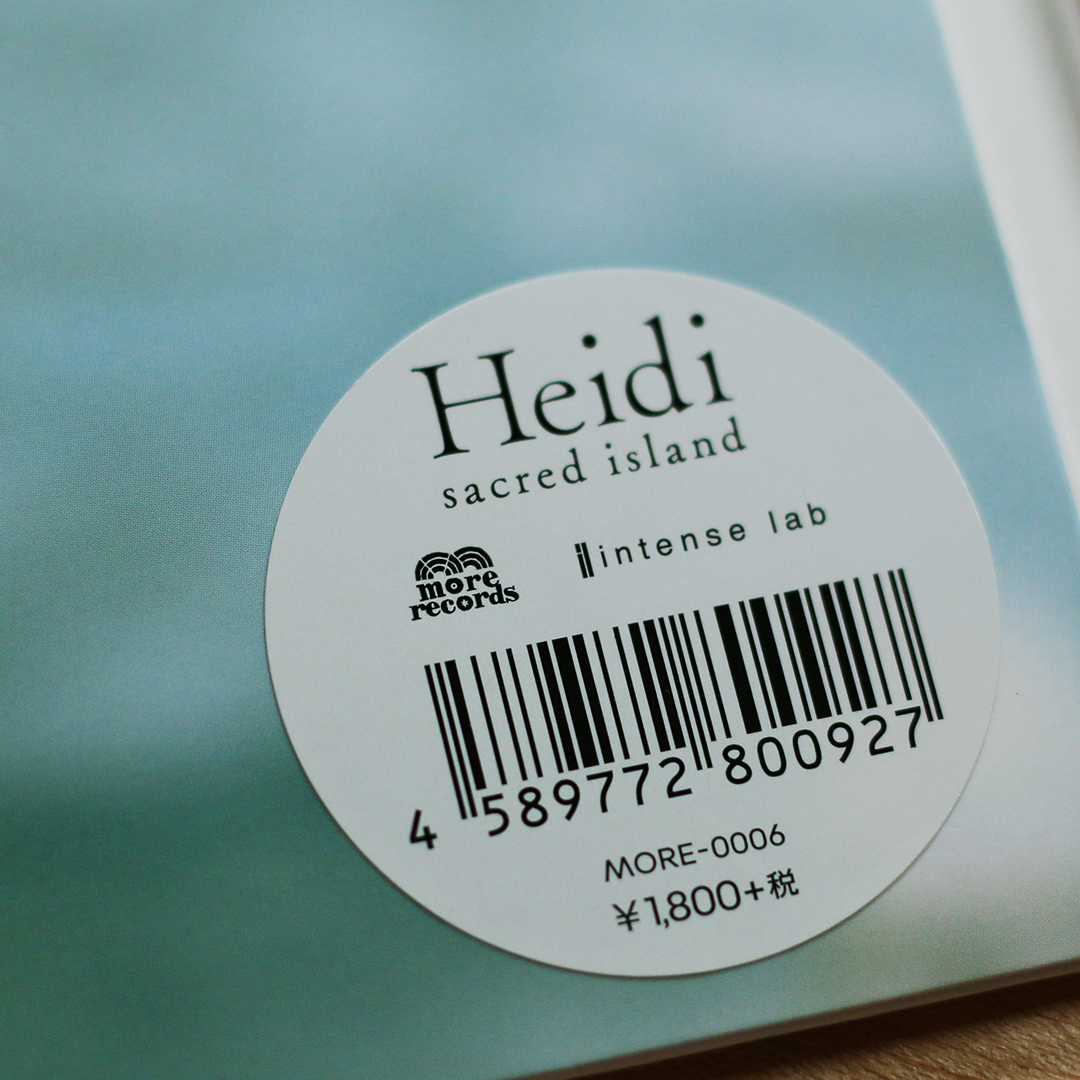 Heidi
sacred island
more
records
intense lab
4 589772 800927
MORE-0006
¥1,800+税